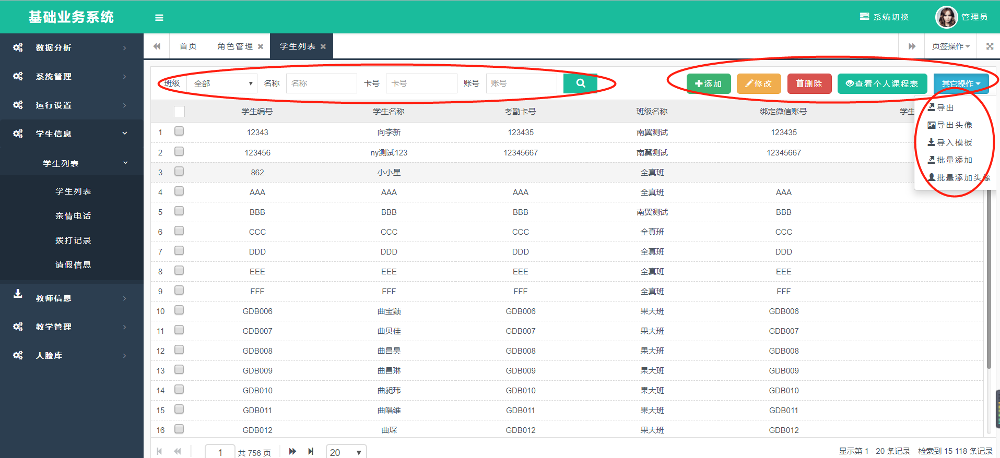 基础业务系统
系统切换
管理员
数据分析
系统管理
运行设置
学生信息
学生列表
学生列表
亲情电话
拨打记录
请假信息
教师信息
教学管理
人脸库
首页
角色管理
学生列表
页签操作
班级 全部 名称 名称 卡号 卡号 账号 账号
添加 修改 删除 查看个人课程表 其它操作
导出
导出头像
导入模板
批量添加
批量添加头像
学生编号 学生名称 考勤卡号 班级名称 绑定微信账号 学生
1 12343 向李新 123435 南翼测试 123435
2 123456 ny测试123 12345667 南翼测试 12345667
3 862 小小星 全真班
4 AAA AAA AAA 全真班 AAA
5 BBB BBB BBB 南翼测试 BBB
6 CCC CCC CCC 全真班 CCC
7 DDD DDD DDD 全真班 DDD
8 EEE EEE EEE 全真班 EEE
9 FFF FFF FFF 全真班 FFF
10 GDB006 曲宝颖 GDB006 果大班 GDB006
11 GDB007 曲贝佳 GDB007 果大班 GDB007
12 GDB008 曲昌昊 GDB008 果大班 GDB008
13 GDB009 曲昌琳 GDB009 果大班 GDB009
14 GDB010 曲昶玮 GDB010 果大班 GDB010
15 GDB011 曲唱维 GDB011 果大班 GDB011
16 GDB012 曲琛 GDB012 果大班 GDB012
1 共 756 页 20
显示第 1 - 20 条记录 检索到 15 118 条记录